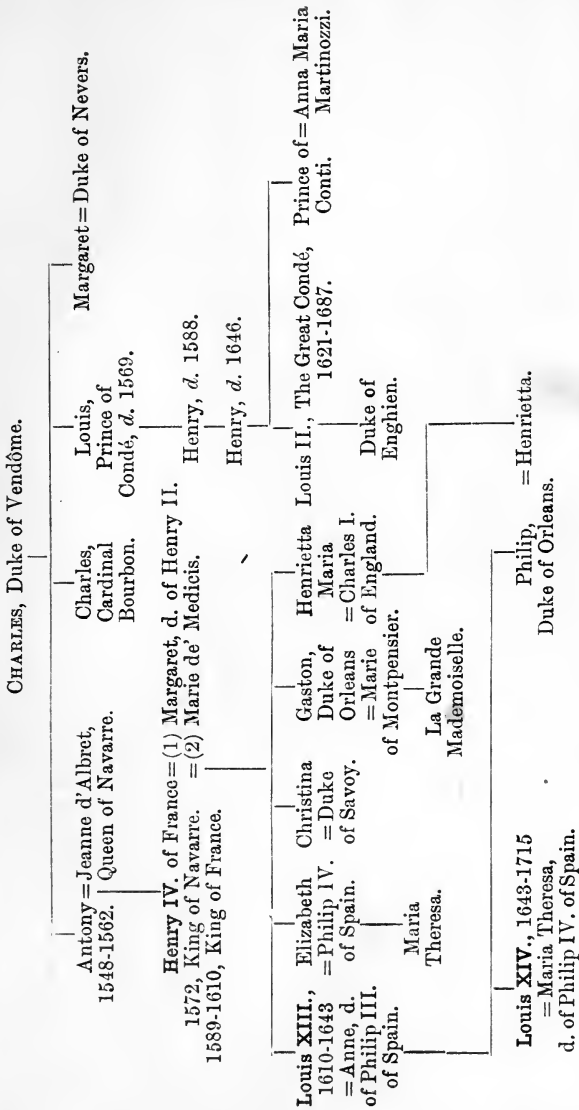 CHARLES, Duke of Vendôme.
Antony = Jeanne d'Albret,
1548-1562. Queen of Navarre.
Charles,
Cardinal
Bourbon.
Louis,
Prince of
Condé, d. 1569.
Margaret = Duke of Nevers.
Henry IV. of France = (1) Margaret, d. of Henry II.
1572, King of Navarre. = (2) Marie de' Medicis.
1589-1610, King of France.
Henry, d. 1588.
Henry, d. 1646.
Louis XIII.,
1610-1643
= Anne, d.
of Philip III.
of Spain.
Elizabeth
= Philip IV.
of Spain.
Maria
Theresa.
Christina
= Duke
of Savoy.
Gaston,
Duke of
Orleans
= Marie
of Montpensier.
La Grande
Mademoiselle.
Henrietta
Maria
= Charles I.
of England.
Louis II., The Great Condé,
1621-1687.
Duke of
Enghien.
Prince of = Anna Maria
Conti. Martinozzi.
Louis XIV., 1643-1715
= Maria Theresa,
d. of Philip IV. of Spain.
Philip, = Henrietta.
Duke of Orleans.